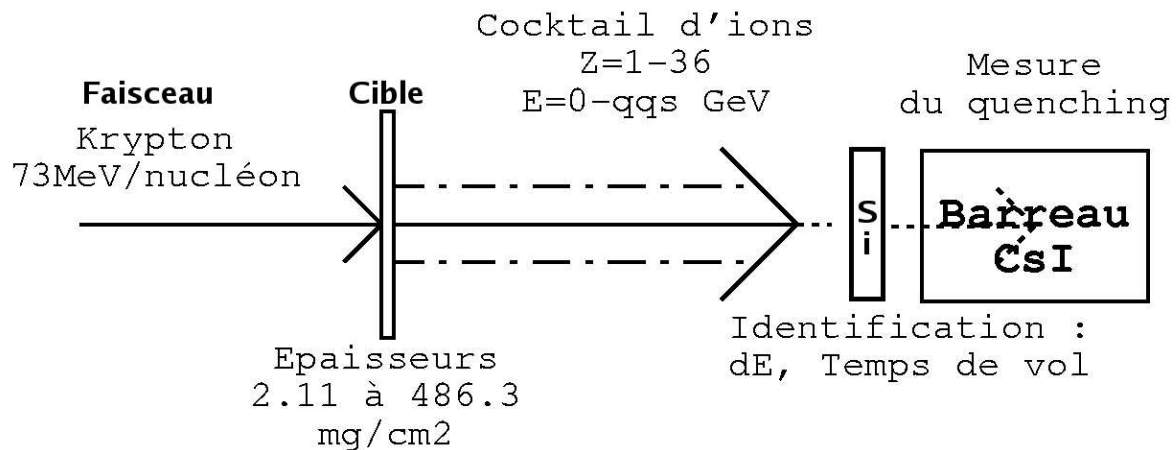 Faisceau
Krypton
73MeV/nucléon
Cible
Epaisseurs
2.11 à 486.3
mg/cm2
Cocktail d'ions
Z=1-36
E=0-qqs GeV
Si
Identification :
dE, Temps de vol
Mesure
du quenching
Barreau
CsI